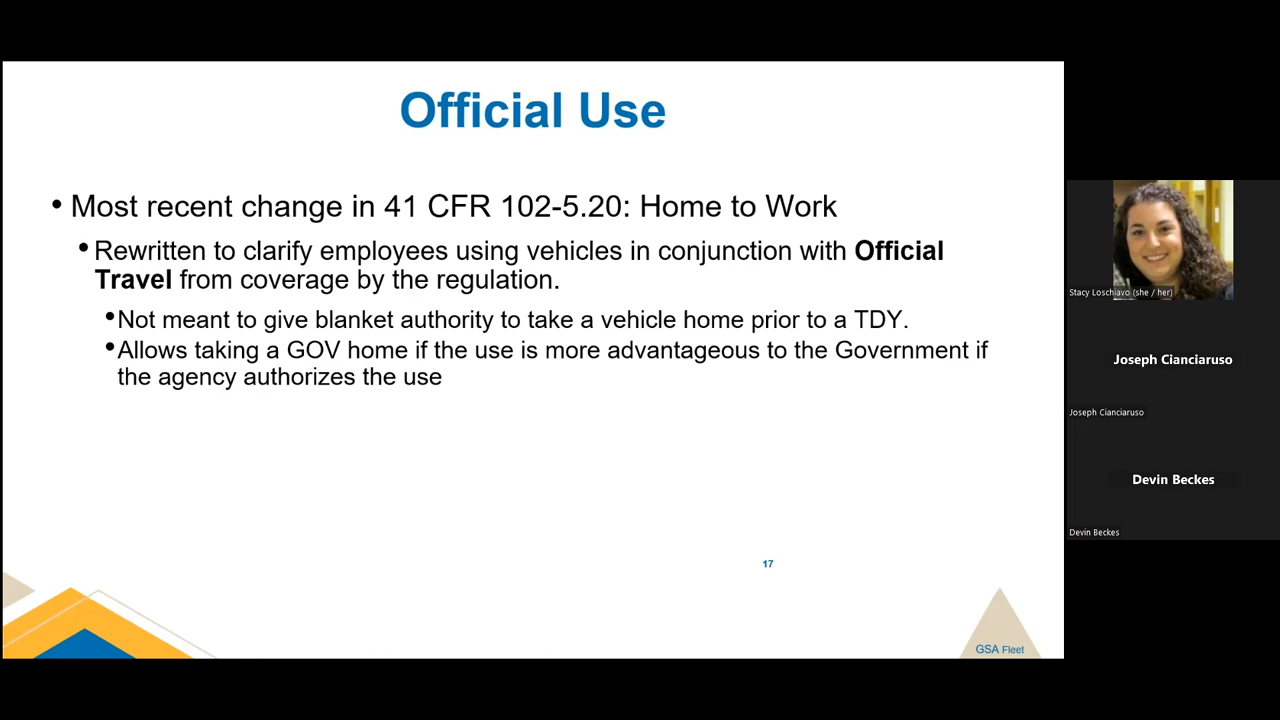 Official Use
• Most recent change in 41 CFR 102-5.20: Home to Work
• Rewritten to clarify employees using vehicles in conjunction with Official
Travel from coverage by the regulation.
• Not meant to give blanket authority to take a vehicle home prior to a TDY.
• Allows taking a GOV home if the use is more advantageous to the Government if
the agency authorizes the use
17
GSA Fleet
Stacy Loschiavo (she / her)
Joseph Cianciaruso
Joseph Cianciaruso
Devin Beckes
Devin Beckes